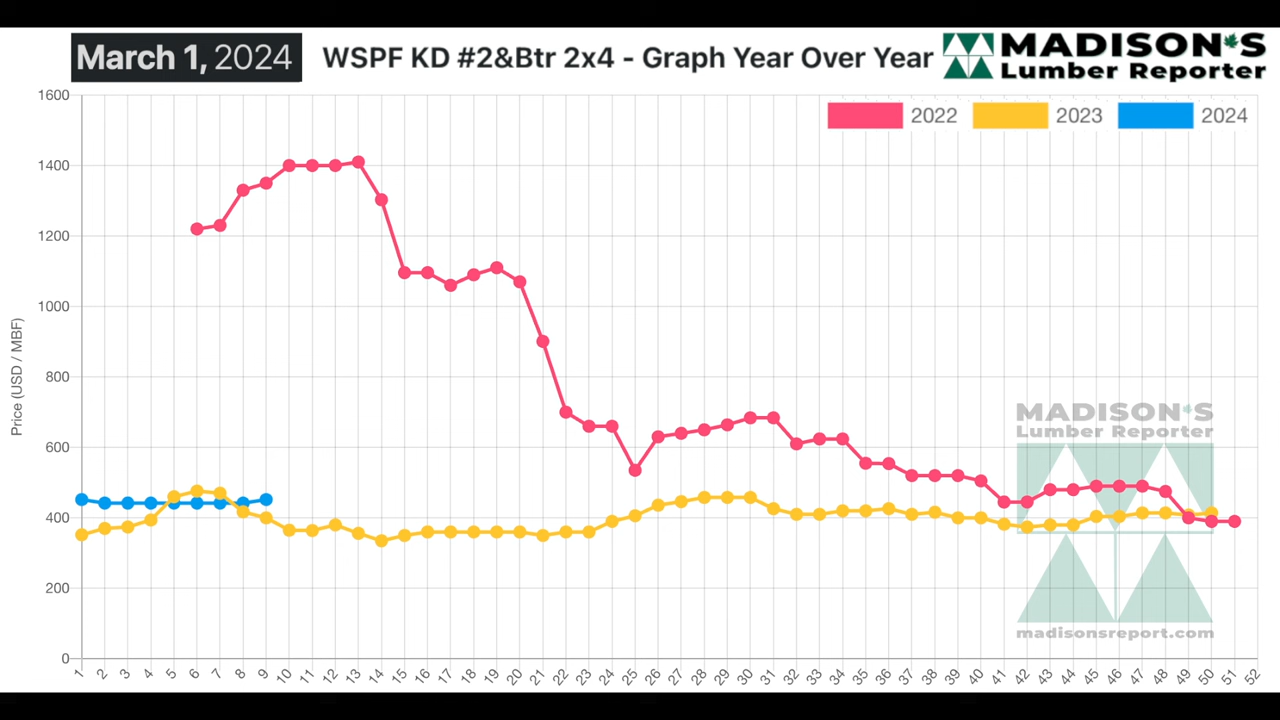 March 1, 2024
WSPF KD #2&Btr 2x4 - Graph Year Over Year
MADISON'S
Lumber Reporter
2022
2023
2024
1600
1400
1200
1000
800
600
400
200
0
Price (USD / MBF)
MADISON'S
Lumber Reporter
madisonsreport.com
1 2 3 4 5 6 7 8 9 10 11 12 13 14 15 16 17 18 19 20 21 22 23 24 25 26 27 28 29 30 31 32 33 34 35 36 37 38 39 40 41 42 43 44 45 46 47 48 49 50 51 52